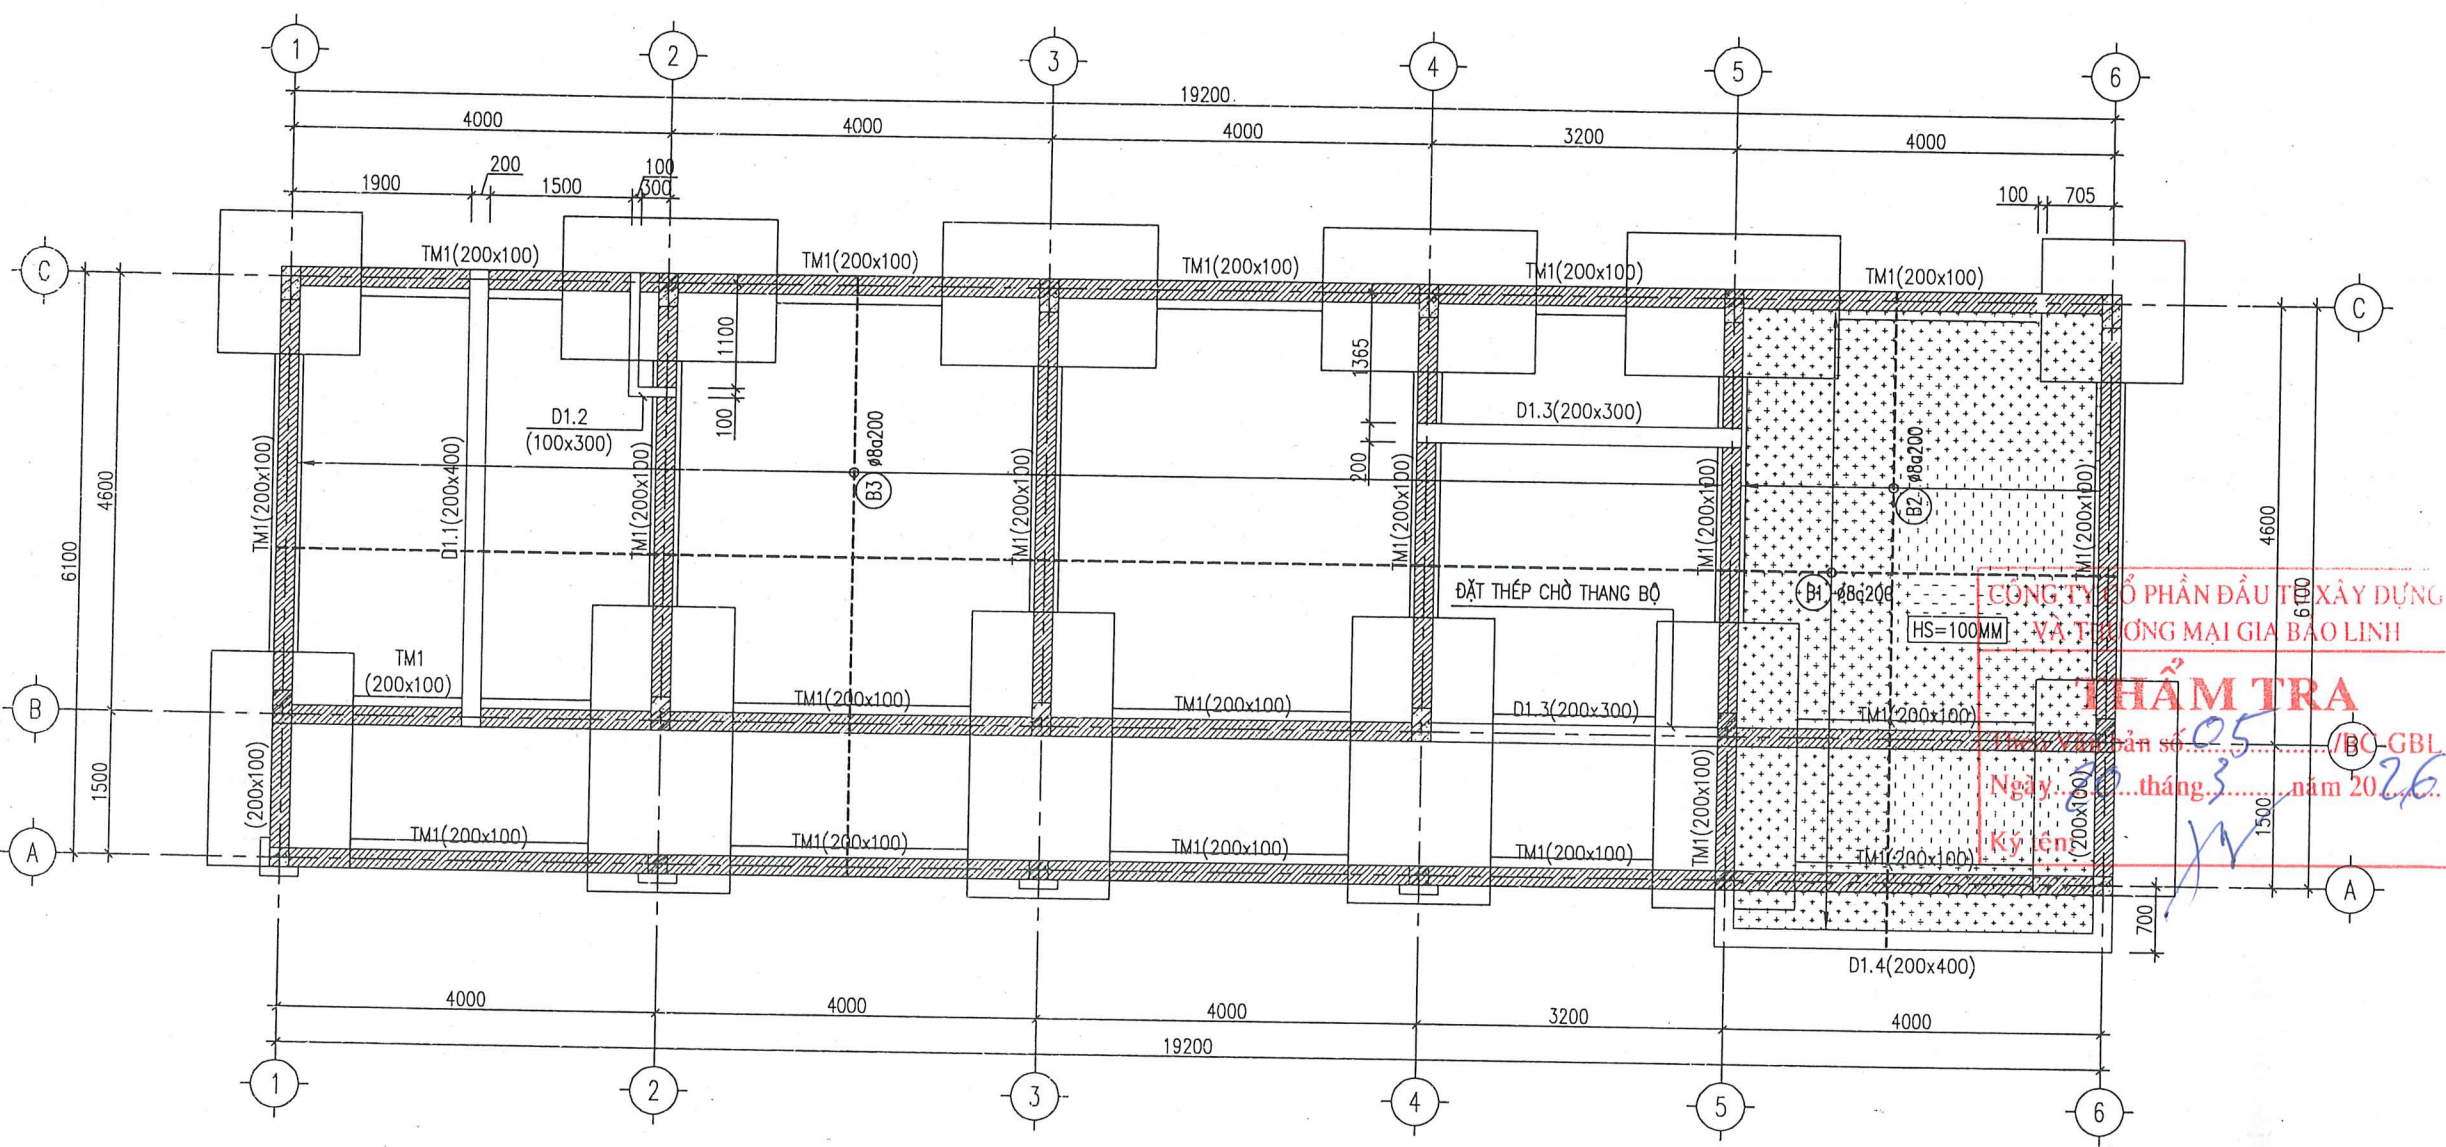 1
2
3
4
5
6
19200
4000
4000
4000
3200
4000
1900
200
1500
100
300
100
705
C
TM1(200x100)
TM1(200x100)
TM1(200x100)
TM1(200x100)
TM1(200x100)
C
1100
100
1365
200
D1.2
(100x300)
D1.3(200x300)
TM1(200x100)
D1.1(200x400)
TM1(200x100)
B3
ø8a200
TM1(200x100)
TM1(200x100)
TM1(200x100)
B2
ø8a200
TM1(200x100)
4600
6100
4600
6100
ĐẶT THÉP CHỜ THANG BỘ
B1
ø8a200
HS=100MM
CÔNG TY CỔ PHẦN ĐẦU TƯ XÂY DỰNG
VÀ THƯƠNG MẠI GIA BẢO LINH
THẨM TRA
Theo Văn bản số 05 /BC-GBL
Ngày 20 tháng 3 năm 2026
Ký tên
TM1
(200x100)
TM1(200x100)
TM1(200x100)
D1.3(200x300)
TM1(200x100)
B
B
1500
(200x100)
TM1(200x100)
(200x100)
1500
A
TM1(200x100)
TM1(200x100)
TM1(200x100)
TM1(200x100)
TM1(200x100)
A
700
D1.4(200x400)
4000
4000
4000
3200
4000
19200
1
2
3
4
5
6